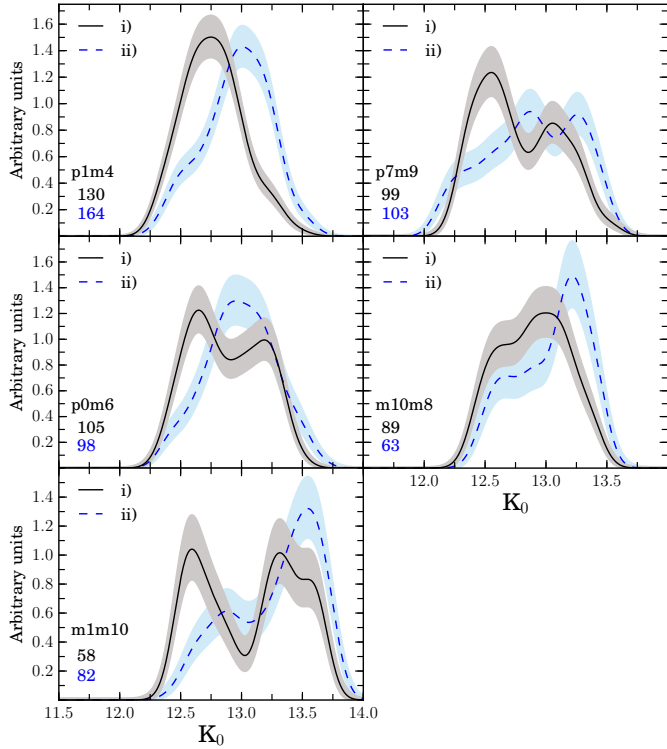 1.6
1.4
1.2
1.0
0.8
0.6
0.4
0.2
Arbitrary units
i)
ii)
p1m4
130
164
i)
ii)
p7m9
99
103
1.6
1.4
1.2
1.0
0.8
0.6
0.4
0.2
Arbitrary units
i)
ii)
p0m6
105
98
i)
ii)
m10m8
89
63
12.0 12.5 13.0 13.5
K0
1.4
1.2
1.0
0.8
0.6
0.4
0.2
Arbitrary units
i)
ii)
m1m10
58
82
11.5 12.0 12.5 13.0 13.5 14.0
K0